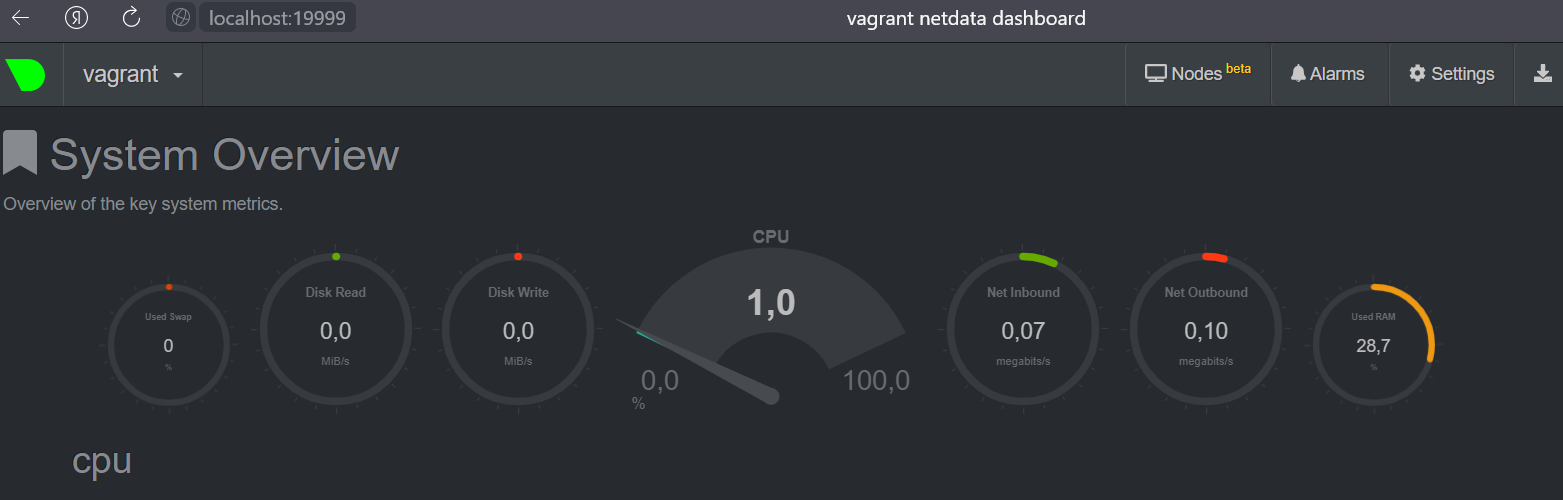 localhost:19999
vagrant netdata dashboard
vagrant
Nodes beta
Alarms
Settings
System Overview
Overview of the key system metrics.
Used Swap
0
%
Disk Read
0,0
MiB/s
Disk Write
0,0
MiB/s
CPU
1,0
0,0
100,0
%
Net Inbound
0,07
megabits/s
Net Outbound
0,10
megabits/s
Used RAM
28,7
%
cpu